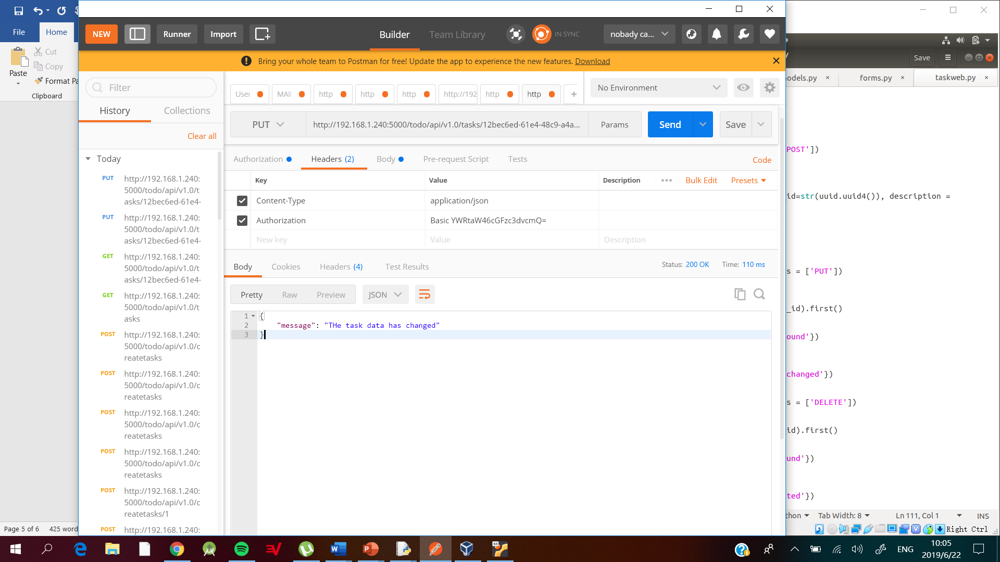 File
Home
Cut
Copy
Paste
Format Pa
Clipboard
NEW
Runner
Import
Builder
Team Library
IN SYNC
nobady ca...
Bring your whole team to Postman for free! Update the app to experience the new features. Download
Filter
History
Collections
Clear all
Today
PUT http://192.168.1.240:
5000/todo/api/v1.0/t
asks/12bec6ed-61e4-
PUT http://192.168.1.240:
5000/todo/api/v1.0/t
asks/12bec6ed-61e4-
GET http://192.168.1.240:
5000/todo/api/v1.0/t
asks/12bec6ed-61e4-
GET http://192.168.1.240:
5000/todo/api/v1.0/t
asks
POST http://192.168.1.240:
5000/todo/api/v1.0/c
reatetasks
POST http://192.168.1.240:
5000/todo/api/v1.0/c
reatetasks
POST http://192.168.1.240:
5000/todo/api/v1.0/c
reatetasks
POST http://192.168.1.240:
5000/todo/api/v1.0/c
reatetasks
POST http://192.168.1.240:
5000/todo/api/v1.0/c
reatetasks/1
POST http://192.168.1.240:
User MAI http http http http://192 http http +
No Environment
PUT http://192.168.1.240:5000/todo/api/v1.0/tasks/12bec6ed-61e4-48c9-a4a... Params Send Save
Authorization Headers (2) Body Pre-request Script Tests Code
Key Value Description Bulk Edit Presets
Content-Type application/json
Authorization Basic YWRtaW46cGFzc3dvcmQ=
New key Value Description
Body Cookies Headers (4) Test Results Status: 200 OK Time: 110 ms
Pretty Raw Preview JSON
1 {
2 "message": "THe task data has changed"
3 }
Save
odels.py × forms.py × taskweb.py ×
POST'])
id=str(uuid.uuid4()), description =
s = ['PUT'])
_id).first()
ound'})
changed'})
s = ['DELETE'])
id).first()
und'})
ted'})
thon Tab Width: 8 Ln 111, Col 1 INS
Right Ctrl
Page 5 of 6 425 word
ENG
10:05
2019/6/22